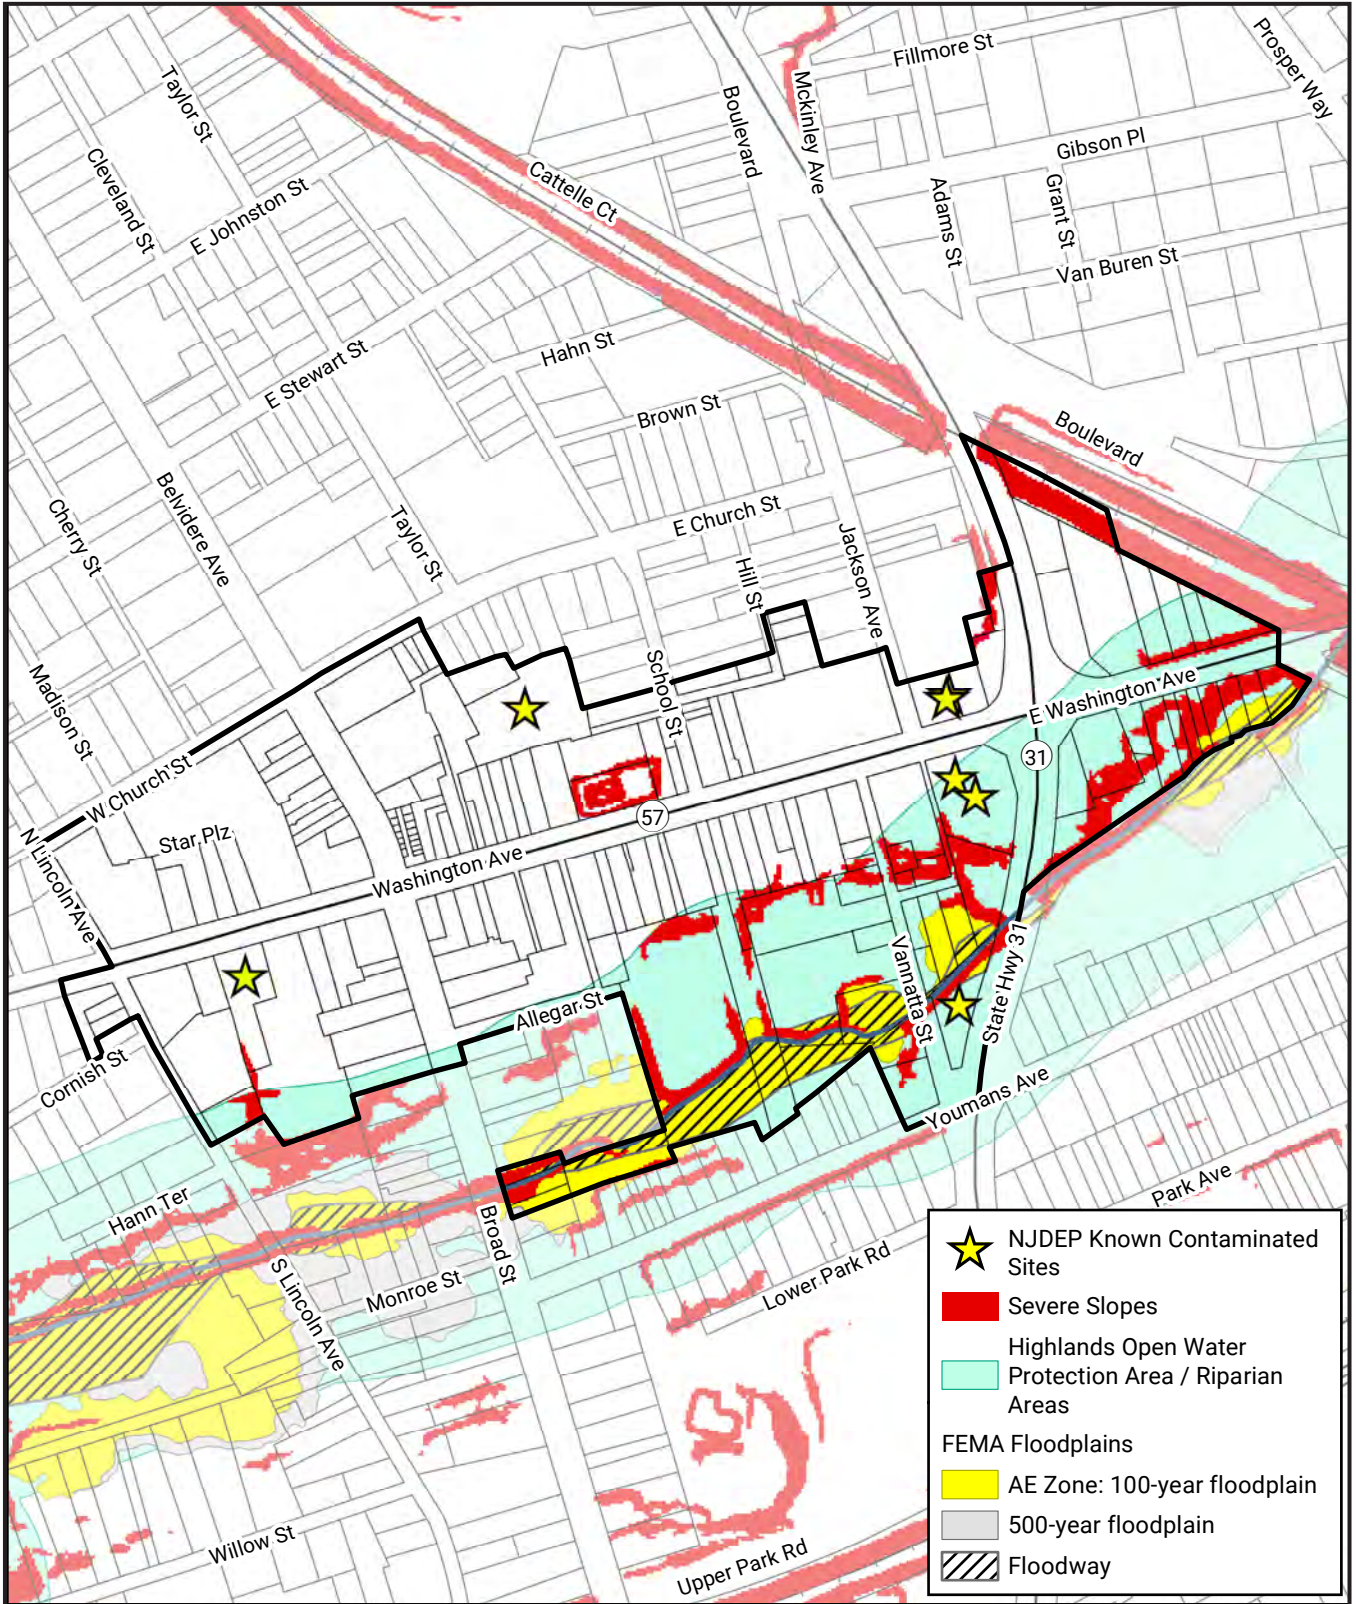 Fillmore St
Prosper Way
Taylor St
Boulevard
Mckinley Ave
Gibson Pl
Cleveland St
Cattelle Ct
E Johnston St
Adams St
Grant St
Van Buren St
Hahn St
E Stewart St
Brown St
Boulevard
Belvidere Ave
Cherry St
Taylor St
E Church St
Jackson Ave
Hill St
Madison St
School St
E Washington Ave
31
W Church St
Star Plz
57
N Lincoln Ave
Washington Ave
Vannatta St
State Hwy 31
Allegar St
Cornish St
Youmans Ave
Hann Ter
Park Ave
Broad St
S Lincoln Ave
Monroe St
Lower Park Rd
Willow St
Upper Park Rd
NJDEP Known Contaminated
Sites
Severe Slopes
Highlands Open Water
Protection Area / Riparian
Areas
FEMA Floodplains
AE Zone: 100-year floodplain
500-year floodplain
Floodway